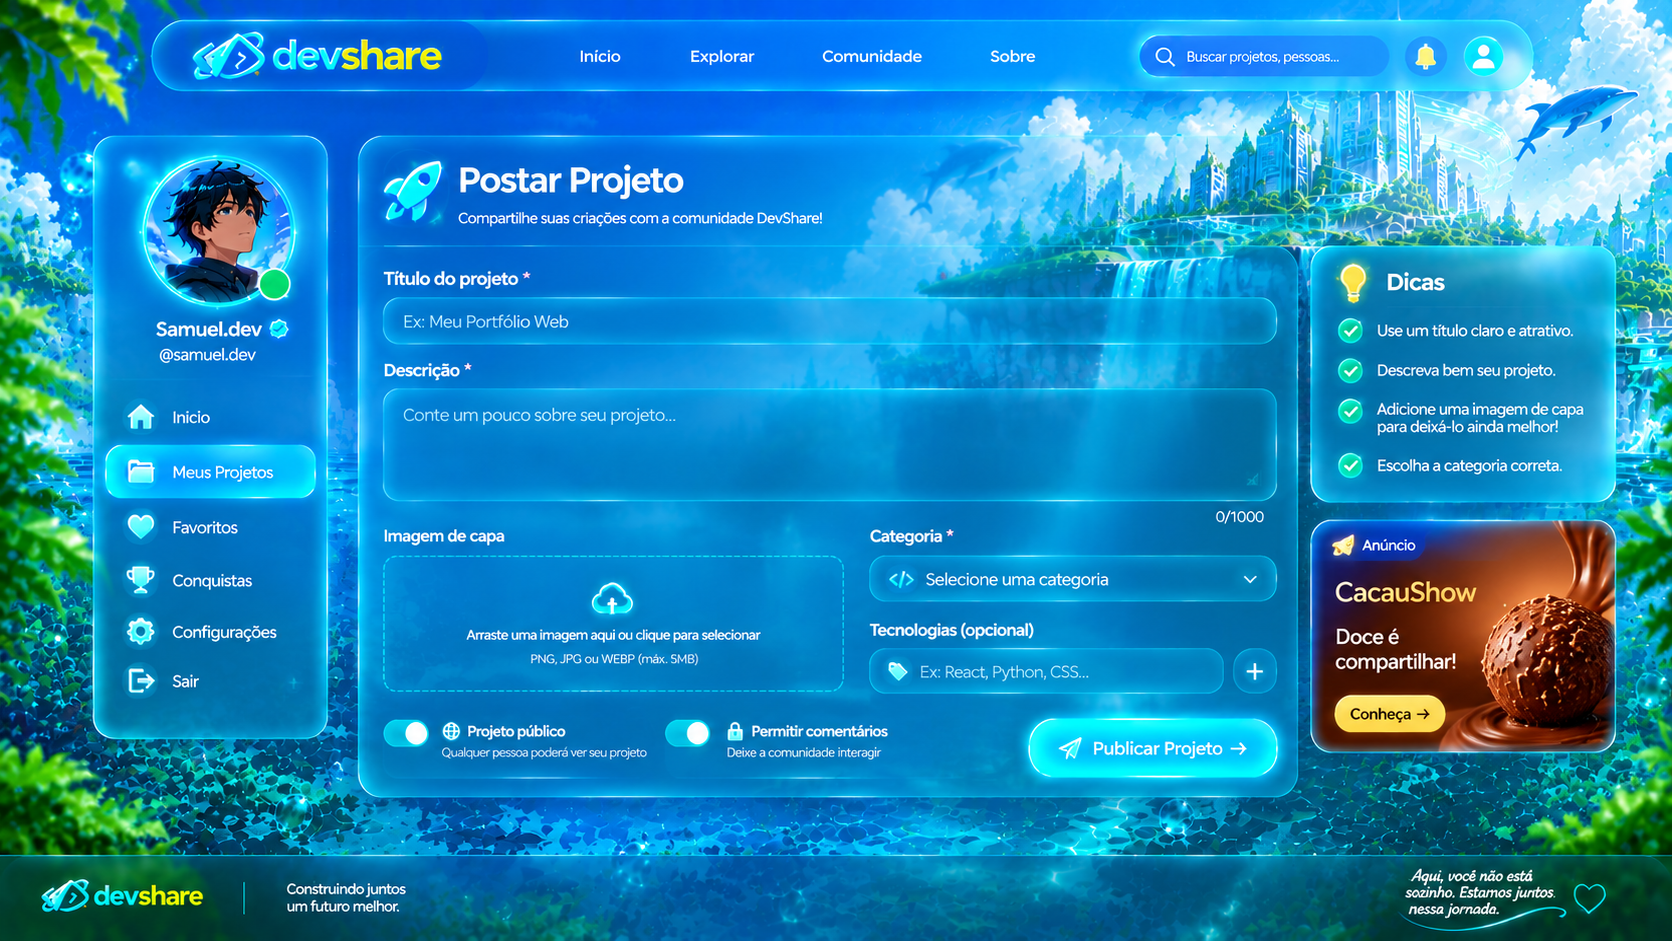 devshare
Início
Explorar
Comunidade
Sobre
Buscar projetos, pessoas...
Samuel.dev
@samuel.dev
Inicio
Meus Projetos
Favoritos
Conquistas
Configurações
Sair
Postar Projeto
Compartilhe suas criações com a comunidade DevShare!
Título do projeto *
Ex: Meu Portfólio Web
Descrição *
Conte um pouco sobre seu projeto...
0/1000
Imagem de capa
Arraste uma imagem aqui ou clique para selecionar
PNG, JPG ou WEBP (máx. 5MB)
Categoria *
</> Selecione uma categoria
Tecnologias (opcional)
Ex: React, Python, CSS...
+
Projeto público
Qualquer pessoa poderá ver seu projeto
Permitir comentários
Deixe a comunidade interagir
Publicar Projeto →
Dicas
Use um título claro e atrativo.
Descreva bem seu projeto.
Adicione uma imagem de capa
para deixá-lo ainda melhor!
Escolha a categoria correta.
Anúncio
CacauShow
Doce é
compartilhar!
Conheça →
devshare
Construindo juntos
um futuro melhor.
Aqui, você não está
sozinho. Estamos juntos.
nessa jornada.